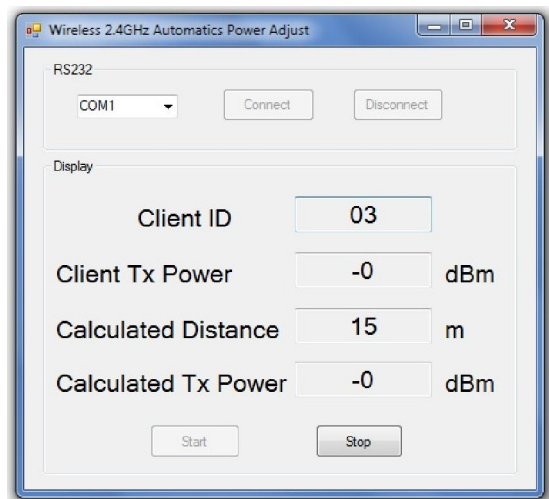 Wireless 2.4GHz Automatics Power Adjust
RS232
COM1 Connect Disconnect
Display
Client ID 03
Client Tx Power -0 dBm
Calculated Distance 15 m
Calculated Tx Power -0 dBm
Start Stop